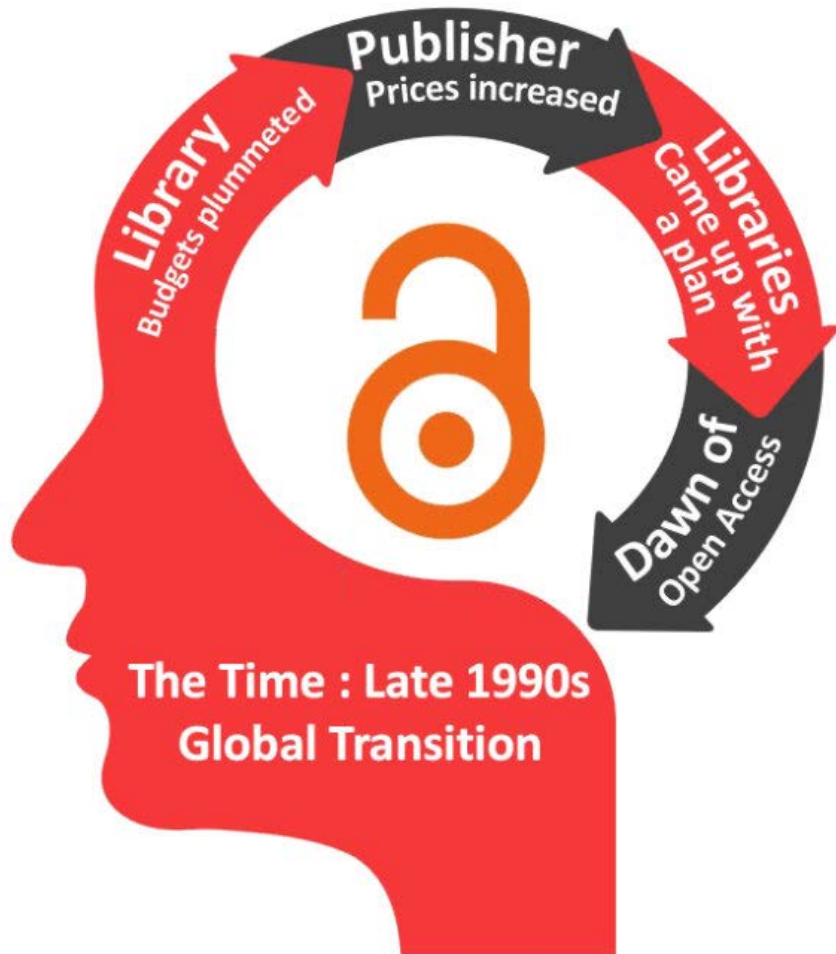 Library
Budgets plummeted
Publisher
Prices increased
Libraries
Came up with
a plan
Dawn of
Open Access
The Time : Late 1990s
Global Transition